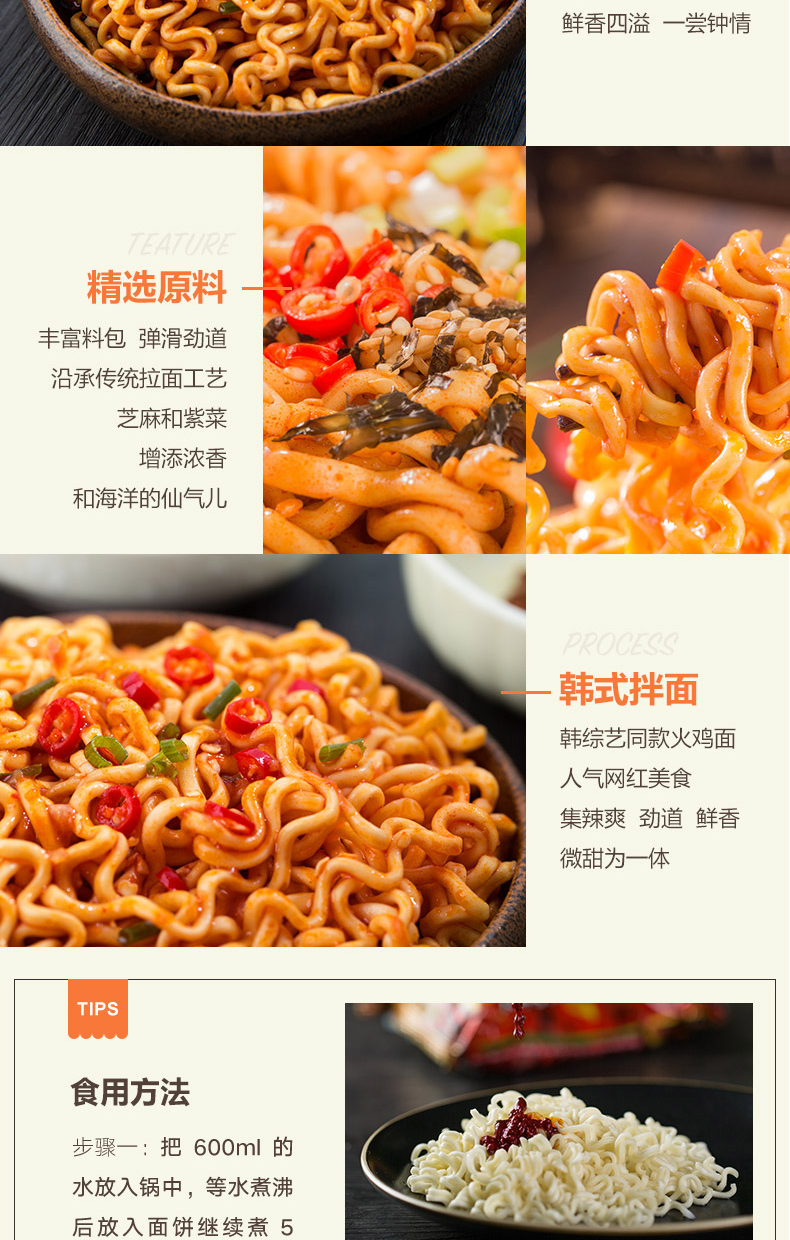 鲜香四溢 一尝钟情
TEATURE
精选原料
丰富料包 弹滑劲道
沿承传统拉面工艺
芝麻和紫菜
增添浓香
和海洋的仙气儿
PROCESS
韩式拌面
韩综艺同款火鸡面
人气网红美食
集辣爽 劲道 鲜香
微甜为一体
TIPS
食用方法
步骤一：把 600ml 的
水放入锅中，等水煮沸
后放入面饼继续煮 5